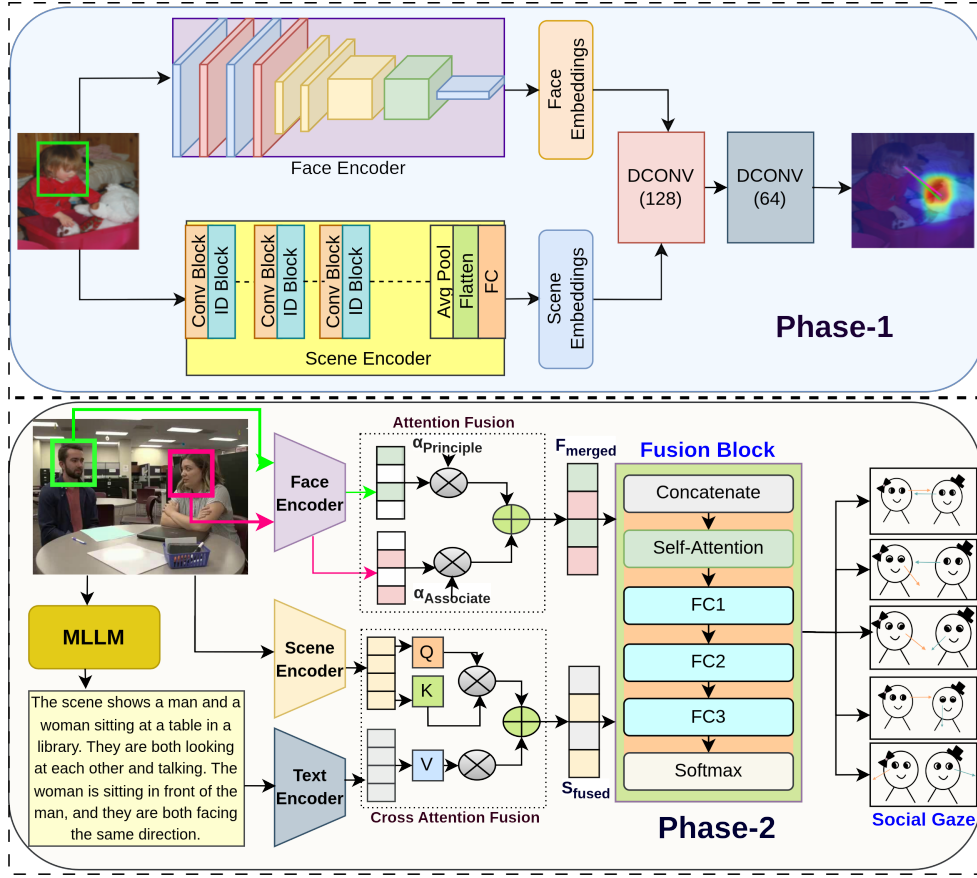 Face Encoder
Face
Embeddings
DCONV
(128)
DCONV
(64)
Conv Block
ID Block
Conv Block
ID Block
Conv Block
ID Block
Avg Pool
Flatten
FC
Scene Encoder
Scene
Embeddings
Phase-1
MLLM
The scene shows a man and a
woman sitting at a table in a
library. They are both looking
at each other and talking. The
woman is sitting in front of the
man, and they are both facing
the same direction.
Face
Encoder
Scene
Encoder
Text
Encoder
Attention Fusion
αPrinciple
αAssociate
Q
K
V
Cross Attention Fusion
Fmerged
Sfused
Fusion Block
Concatenate
Self-Attention
FC1
FC2
FC3
Softmax
Phase-2
Social Gaze